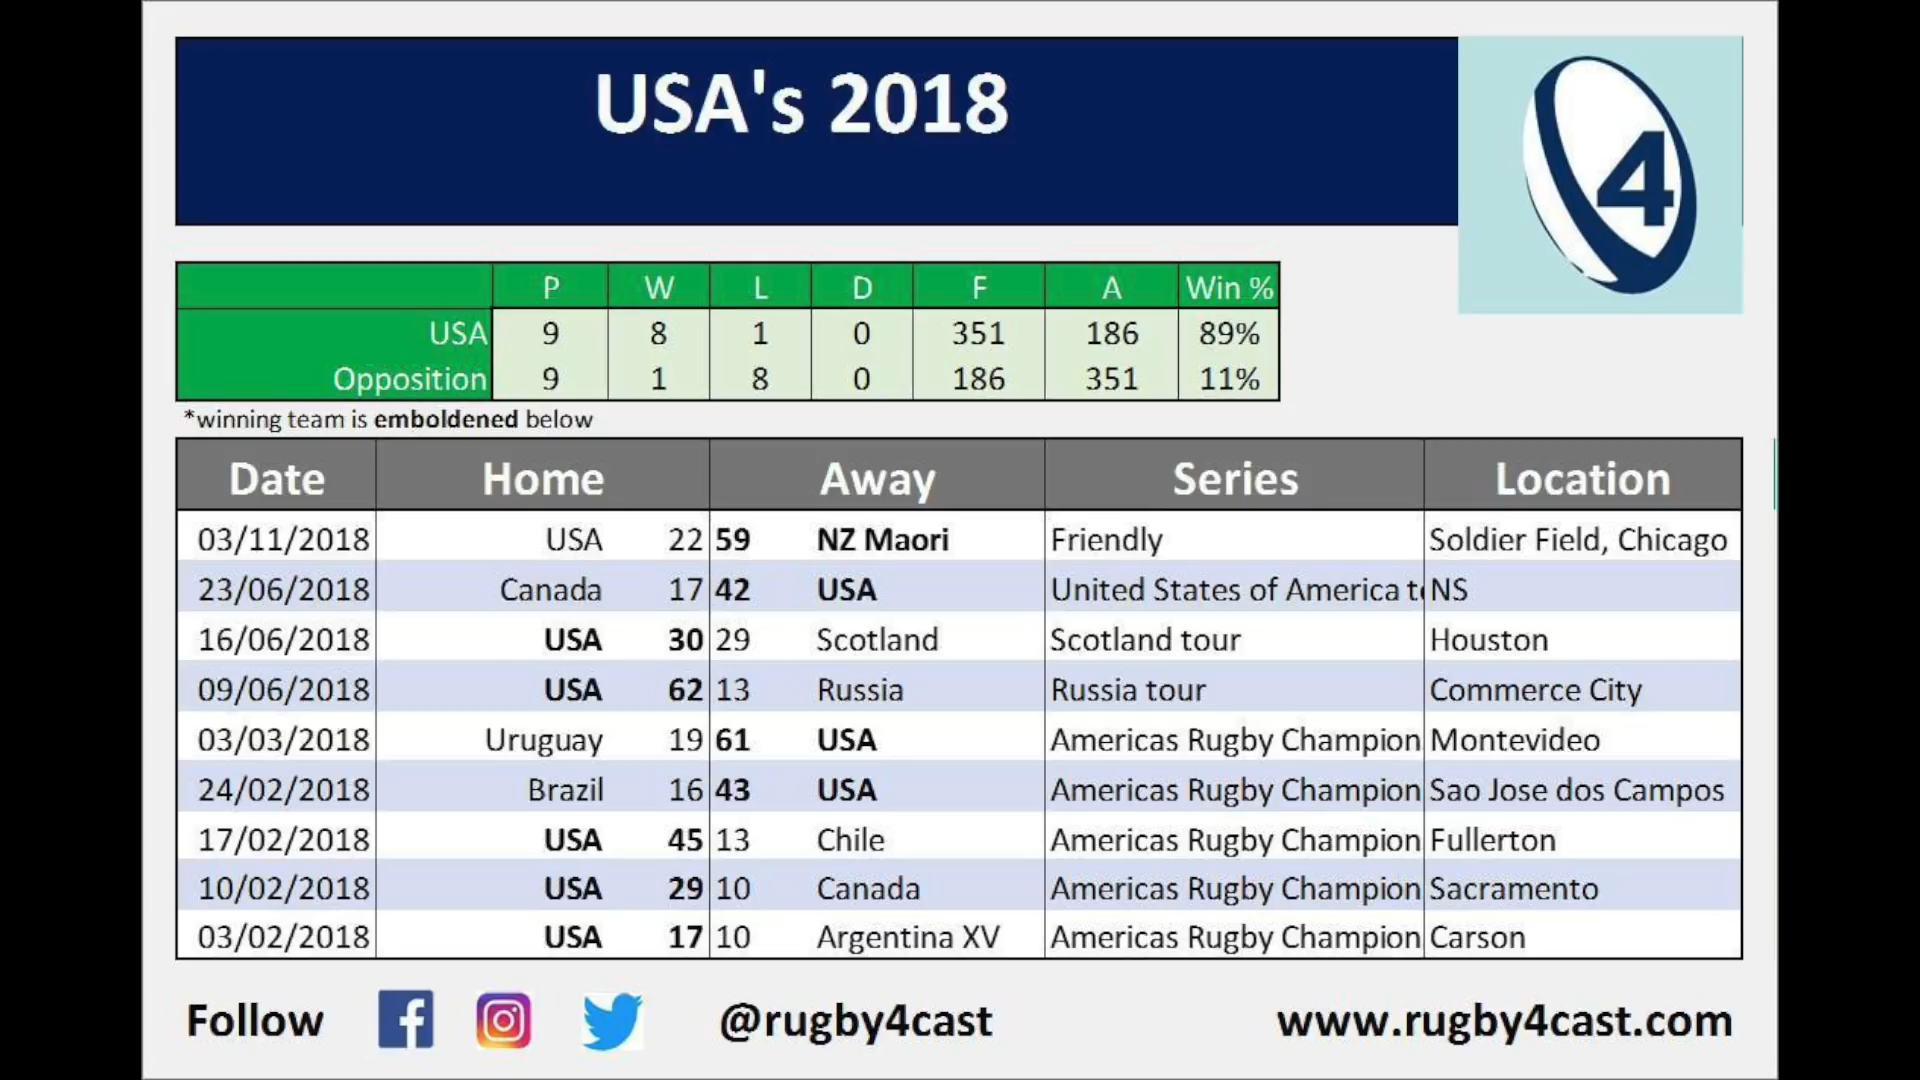 USA's 2018
4
P W L D F A Win %
USA 9 8 1 0 351 186 89%
Opposition 9 1 8 0 186 351 11%
*winning team is emboldened below
Date Home Away Series Location
03/11/2018 USA 22 59 NZ Maori Friendly Soldier Field, Chicago
23/06/2018 Canada 17 42 USA United States of America t NS
16/06/2018 USA 30 29 Scotland Scotland tour Houston
09/06/2018 USA 62 13 Russia Russia tour Commerce City
03/03/2018 Uruguay 19 61 USA Americas Rugby Champion Montevideo
24/02/2018 Brazil 16 43 USA Americas Rugby Champion Sao Jose dos Campos
17/02/2018 USA 45 13 Chile Americas Rugby Champion Fullerton
10/02/2018 USA 29 10 Canada Americas Rugby Champion Sacramento
03/02/2018 USA 17 10 Argentina XV Americas Rugby Champion Carson
Follow @rugby4cast www.rugby4cast.com